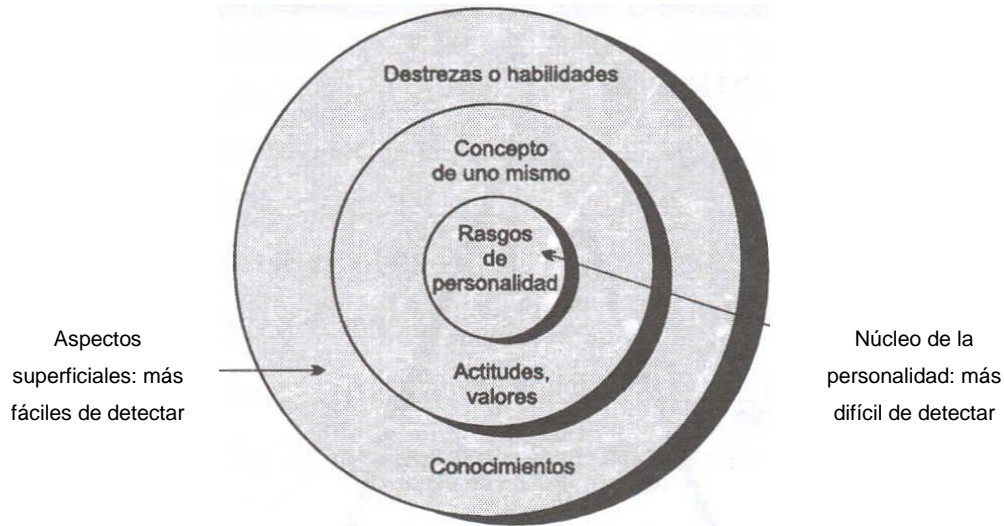 Destrezas o habilidades
Concepto
de uno mismo
Rasgos
de
personalidad
Actitudes,
valores
Conocimientos
Aspectos
superficiales: más
fáciles de detectar
Núcleo de la
personalidad: más
difícil de detectar